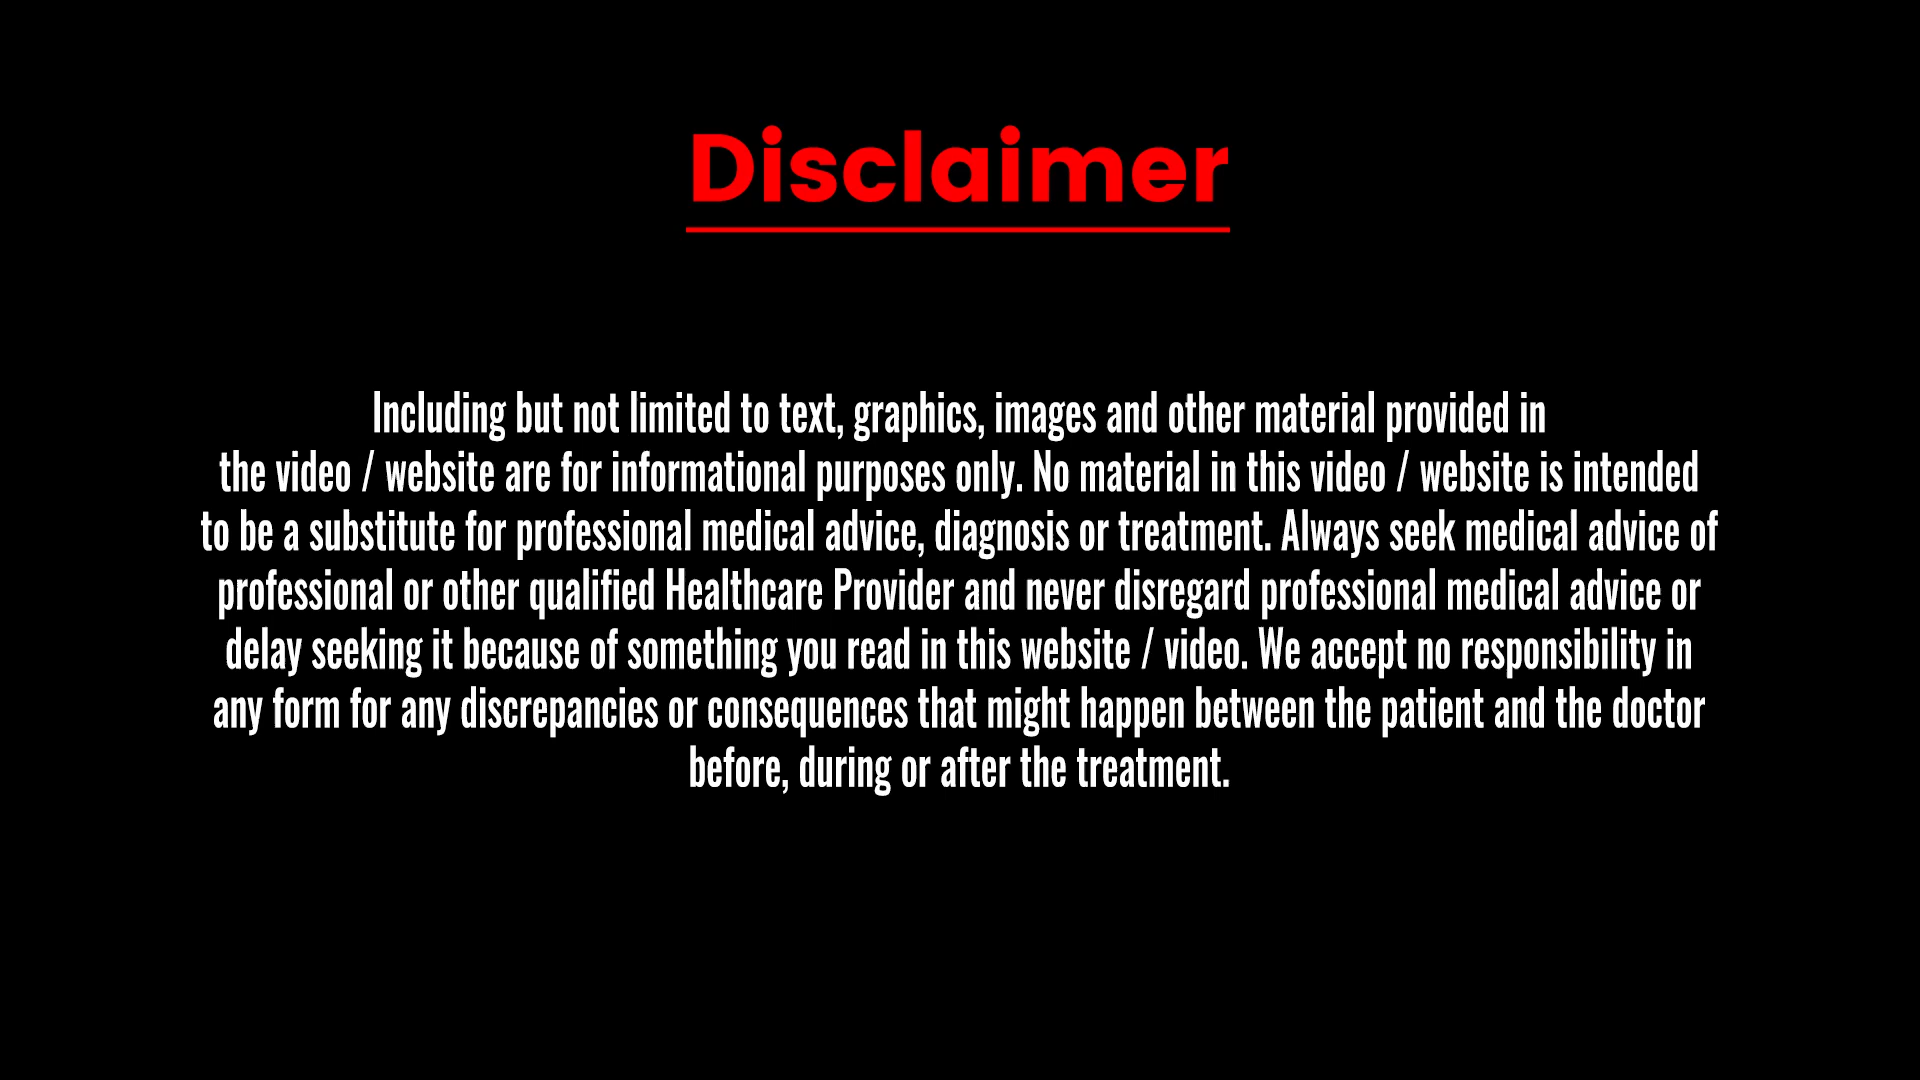 Disclaimer
Including but not limited to text, graphics, images and other material provided in
the video / website are for informational purposes only. No material in this video / website is intended
to be a substitute for professional medical advice, diagnosis or treatment. Always seek medical advice of
professional or other qualified Healthcare Provider and never disregard professional medical advice or
delay seeking it because of something you read in this website / video. We accept no responsibility in
any form for any discrepancies or consequences that might happen between the patient and the doctor
before, during or after the treatment.